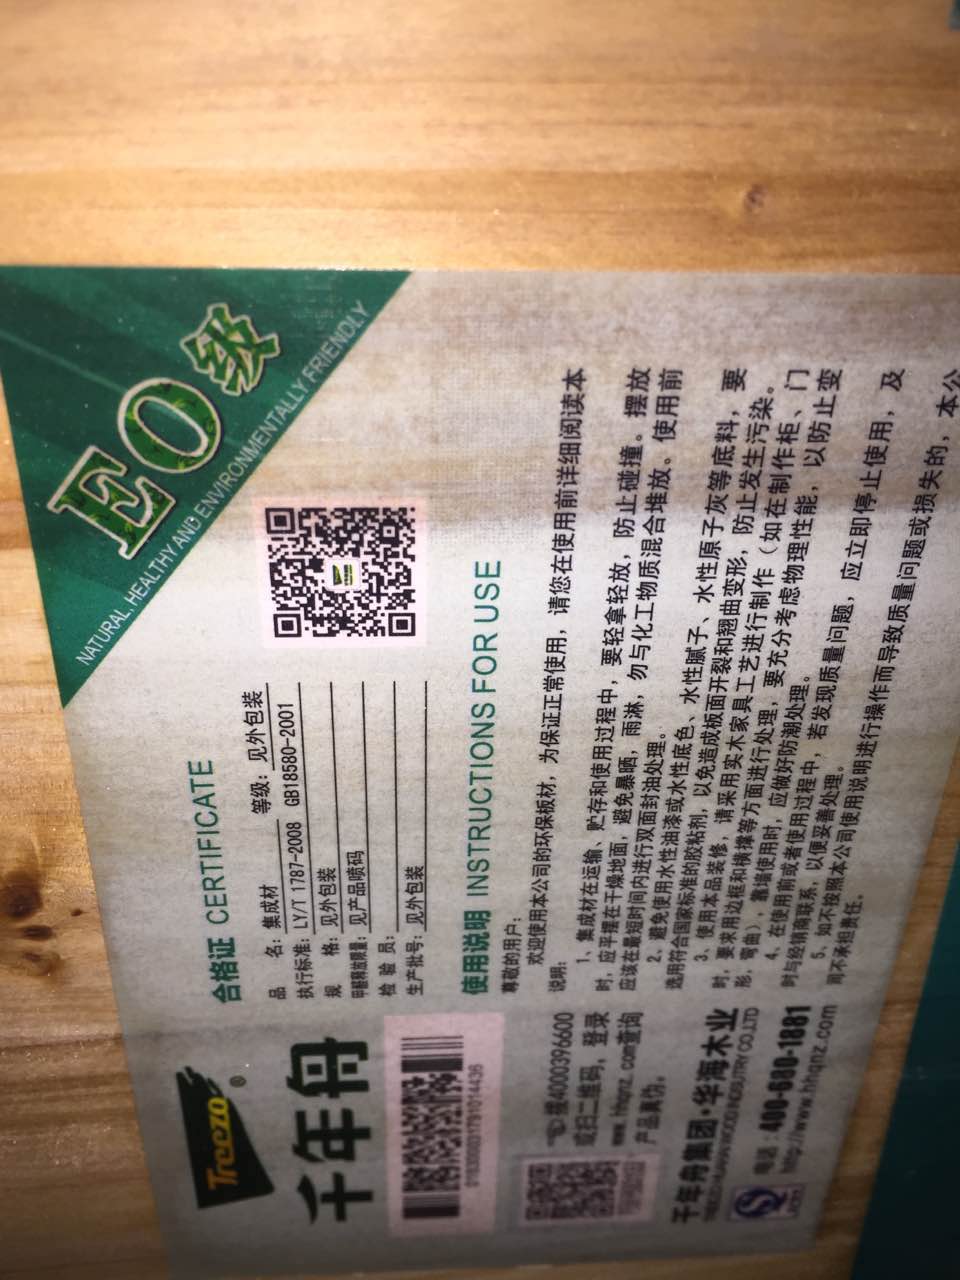 Treezo®
千年舟
EO级
NATURAL, HEALTHY AND ENVIRONMENTALLY FRIENDLY
合格证 CERTIFICATE
品 名：集成材 等级：见外包装
执行标准：LY/T 1787-2008 GB18580-2001
规 格：见外包装
甲醛释放限量：见产品喷码
检 验 员：
生产批号：见外包装
使用说明 INSTRUCTIONS FOR USE
尊敬的用户：
欢迎使用本公司的环保板材，为保证正常使用，请您在使用前详细阅读本
说明：
1、集成材在运输、贮存和使用过程中，要轻拿轻放，防止碰撞。摆放
时，应平摆在干燥地面，避免暴晒，雨淋，勿与化工物质混合堆放。使用前
应该在最短时间内进行双面封油处理。
2、避免使用水性油漆或水性底色、水性腻子、水性原子灰等底料，要
选用符合国家标准的胶粘剂，以免造成板面开裂和翘曲变形，防止发生污染。
3、（使用本品装修，请采用实木家具工艺进行制作（如在制作柜、门
时，要采用边框和横撑等方面进行处理，要充分考虑物理性能，以防止变
形，弯曲），靠墙使用时，应做好防潮处理。
4、在使用前或者使用过程中，若发现质量问题，应立即停止使用，及
时与经销商联系，以便妥善处理。
5、如不按照本公司使用说明进行操作而导致质量问题或损失的，本公
司不承担责任。
4000396600
或扫二维码，登录
www.hhqnz.com查询
产品真伪。
千年舟集团·华海木业
TREEZO HUAHAI WOOD INDUSTRY CO.,LTD
电话：400-680-1881
http://www.hhqnz.com